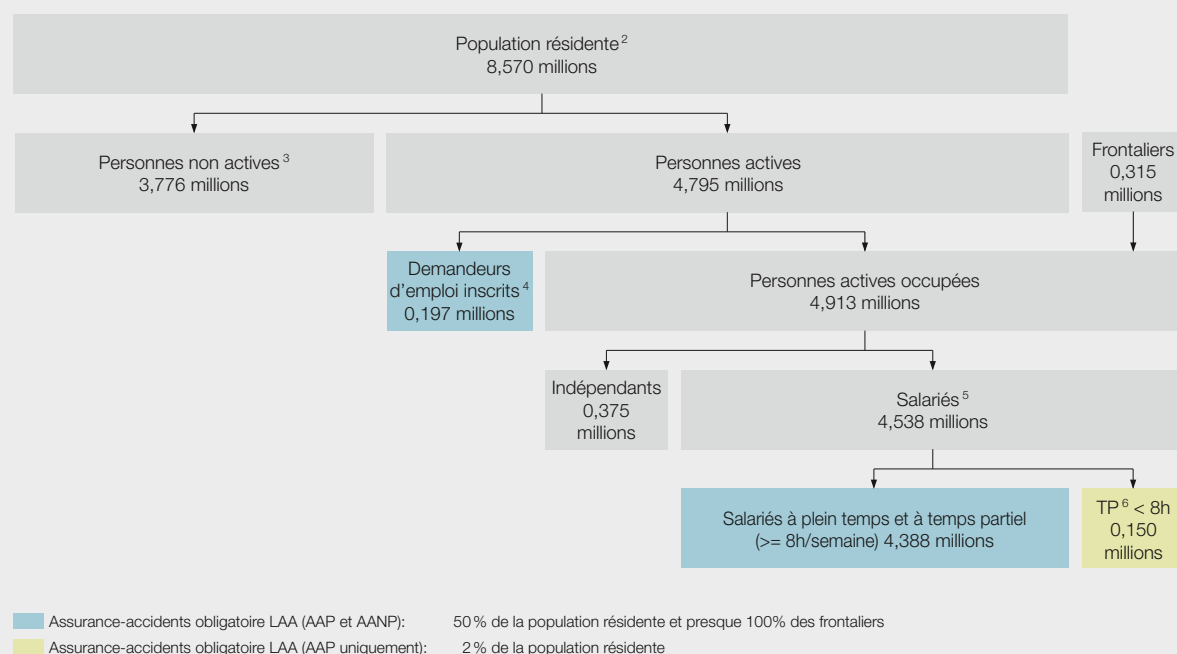 Population résidente 2
8,570 millions
Personnes non actives 3
3,776 millions
Personnes actives
4,795 millions
Frontaliers
0,315
millions
Demandeurs
d’emploi inscrits 4
0,197 millions
Personnes actives occupées
4,913 millions
Indépendants
0,375
millions
Salariés 5
4,538 millions
Salariés à plein temps et à temps partiel
(>= 8h/semaine) 4,388 millions
TP 6 < 8h
0,150
millions
Assurance-accidents obligatoire LAA (AAP et AANP): 50 % de la population résidente et presque 100% des frontaliers
Assurance-accidents obligatoire LAA (AAP uniquement): 2 % de la population résidente